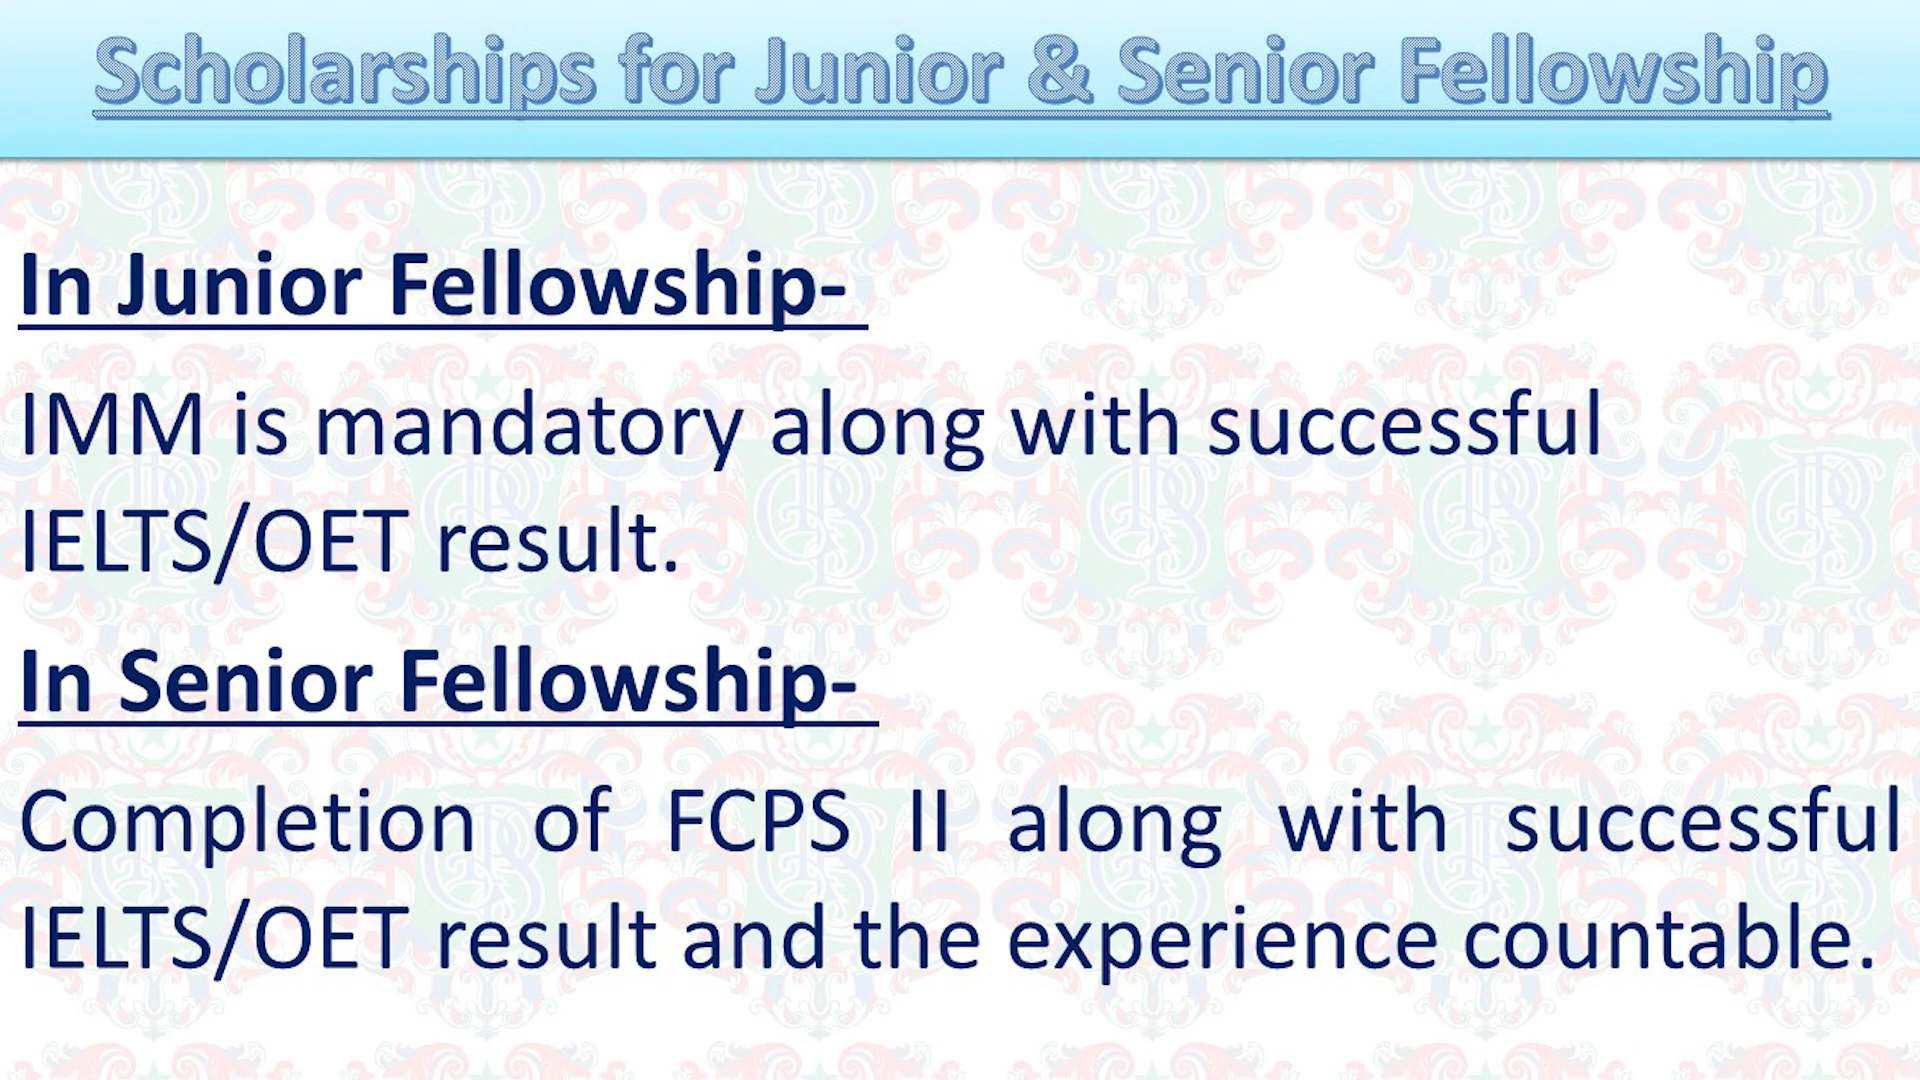 Scholarships for Junior & Senior Fellowship
In Junior Fellowship-
IMM is mandatory along with successful
IELTS/OET result.
In Senior Fellowship-
Completion of FCPS II along with successful
IELTS/OET result and the experience countable.